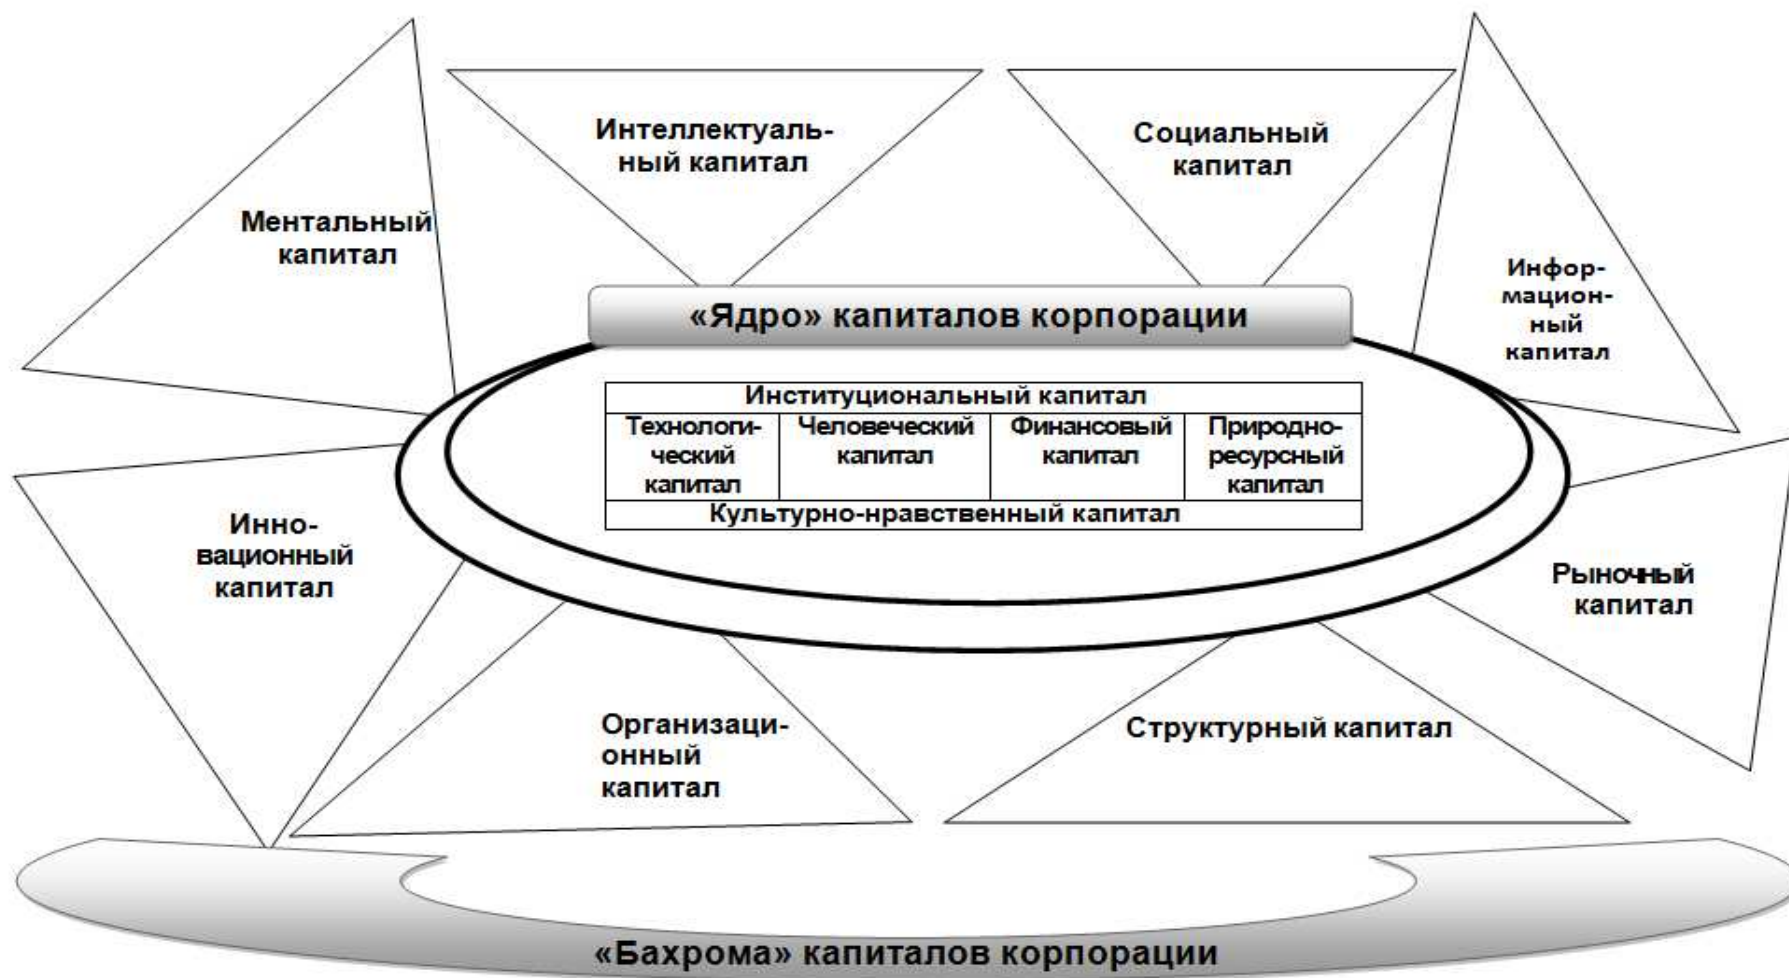 Интеллектуаль-
ный капитал
Социальный
капитал
Ментальный
капитал
Инфор-
мацион-
ный
капитал
«Ядро» капиталов корпорации
Институциональный капитал
Технологи-
ческий
капитал
Человеческий
капитал
Финансовый
капитал
Природно-
ресурсный
капитал
Культурно-нравственный капитал
Инно-
вационный
капитал
Рыночный
капитал
Организаци-
онный
капитал
Структурный капитал
«Бахрома» капиталов корпорации